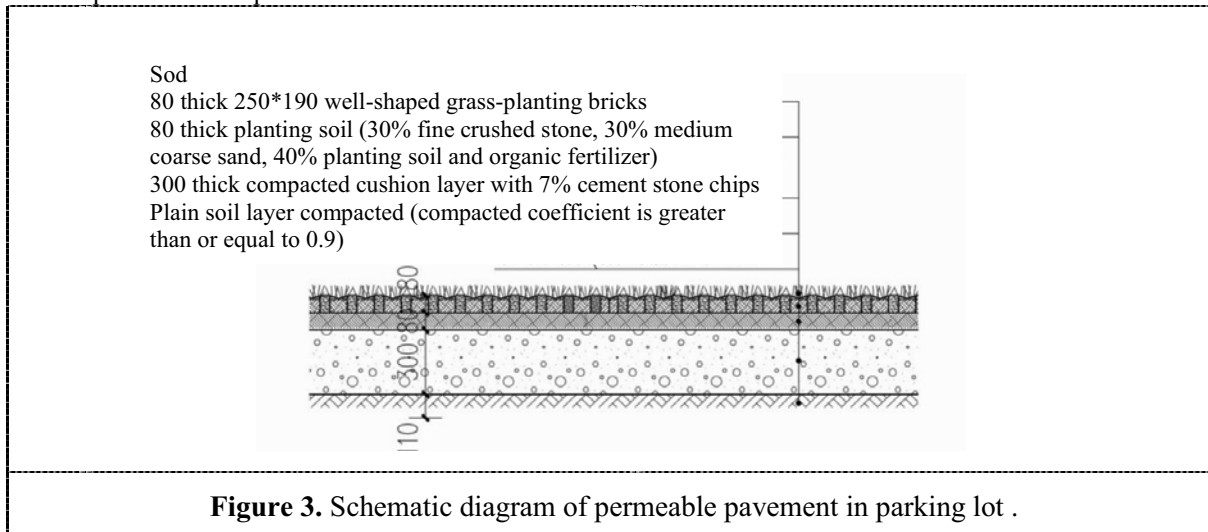 Sod
80 thick 250*190 well-shaped grass-planting bricks
80 thick planting soil (30% fine crushed stone, 30% medium
coarse sand, 40% planting soil and organic fertilizer)
300 thick compacted cushion layer with 7% cement stone chips
Plain soil layer compacted (compacted coefficient is greater
than or equal to 0.9)
80
80
300
110
Figure 3. Schematic diagram of permeable pavement in parking lot .